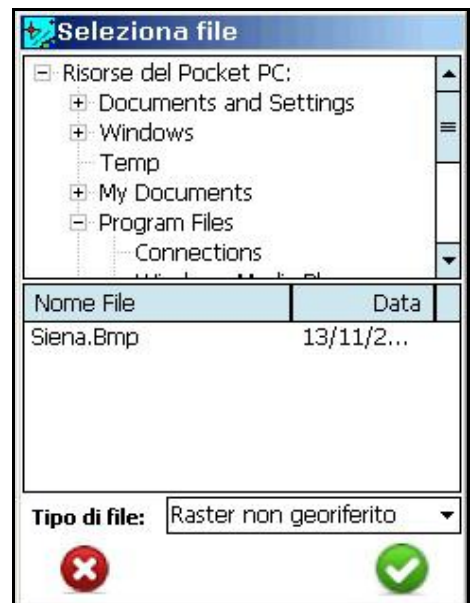 Seleziona file
Risorse del Pocket PC:
Documents and Settings
Windows
Temp
My Documents
Program Files
Connections
Nome File Data
Siena.Bmp 13/11/2...
Tipo di file: Raster non georiferito